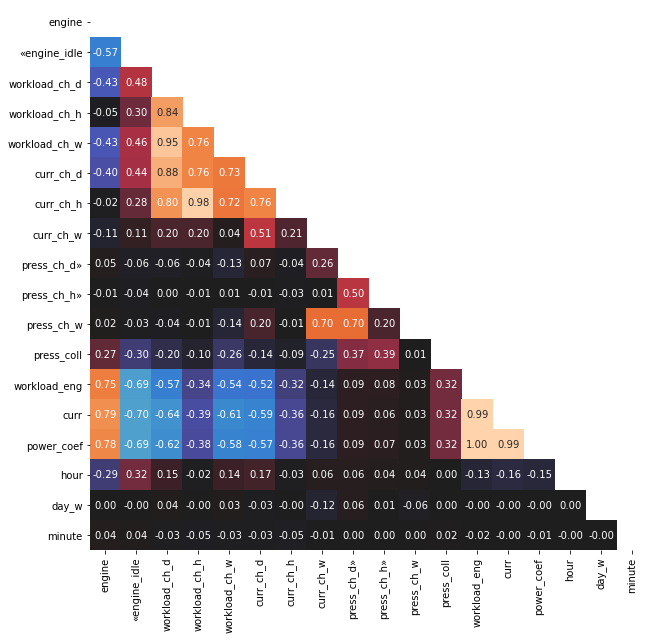 engine
«engine_idle -0.57
workload_ch_d -0.43 0.48
workload_ch_h -0.05 0.30 0.84
workload_ch_w -0.43 0.46 0.95 0.76
curr_ch_d -0.40 0.44 0.88 0.76 0.73
curr_ch_h -0.02 0.28 0.80 0.98 0.72 0.76
curr_ch_w -0.11 0.11 0.20 0.20 0.04 0.51 0.21
press_ch_d» 0.05 -0.06 -0.06 -0.04 -0.13 0.07 -0.04 0.26
press_ch_h» -0.01 -0.04 0.00 -0.01 0.01 -0.01 -0.03 0.01 0.50
press_ch_w 0.02 -0.03 -0.04 -0.01 -0.14 0.20 -0.01 0.70 0.70 0.20
press_coll 0.27 -0.30 -0.20 -0.10 -0.26 -0.14 -0.09 -0.25 0.37 0.39 0.01
workload_eng 0.75 -0.69 -0.57 -0.34 -0.54 -0.52 -0.32 -0.14 0.09 0.08 0.03 0.32
curr 0.79 -0.70 -0.64 -0.39 -0.61 -0.59 -0.36 -0.16 0.09 0.06 0.03 0.32 0.99
power_coef 0.78 -0.69 -0.62 -0.38 -0.58 -0.57 -0.36 -0.16 0.09 0.07 0.03 0.32 1.00 0.99
hour -0.29 0.32 0.15 -0.02 0.14 0.17 -0.03 0.06 0.06 0.04 0.04 0.00 -0.13 -0.16 -0.15
day_w 0.00 -0.00 0.04 -0.00 0.03 -0.03 -0.00 -0.12 0.06 0.01 -0.06 0.00 -0.00 0.00 -0.00 0.00
minute 0.04 0.04 -0.03 -0.05 -0.03 -0.03 -0.05 -0.01 0.00 0.00 0.00 0.02 -0.02 -0.00 -0.01 -0.00 -0.00
engine «engine_idle workload_ch_d workload_ch_h workload_ch_w curr_ch_d curr_ch_h curr_ch_w press_ch_d» press_ch_h» press_ch_w press_coll workload_eng curr power_coef hour day_w minute